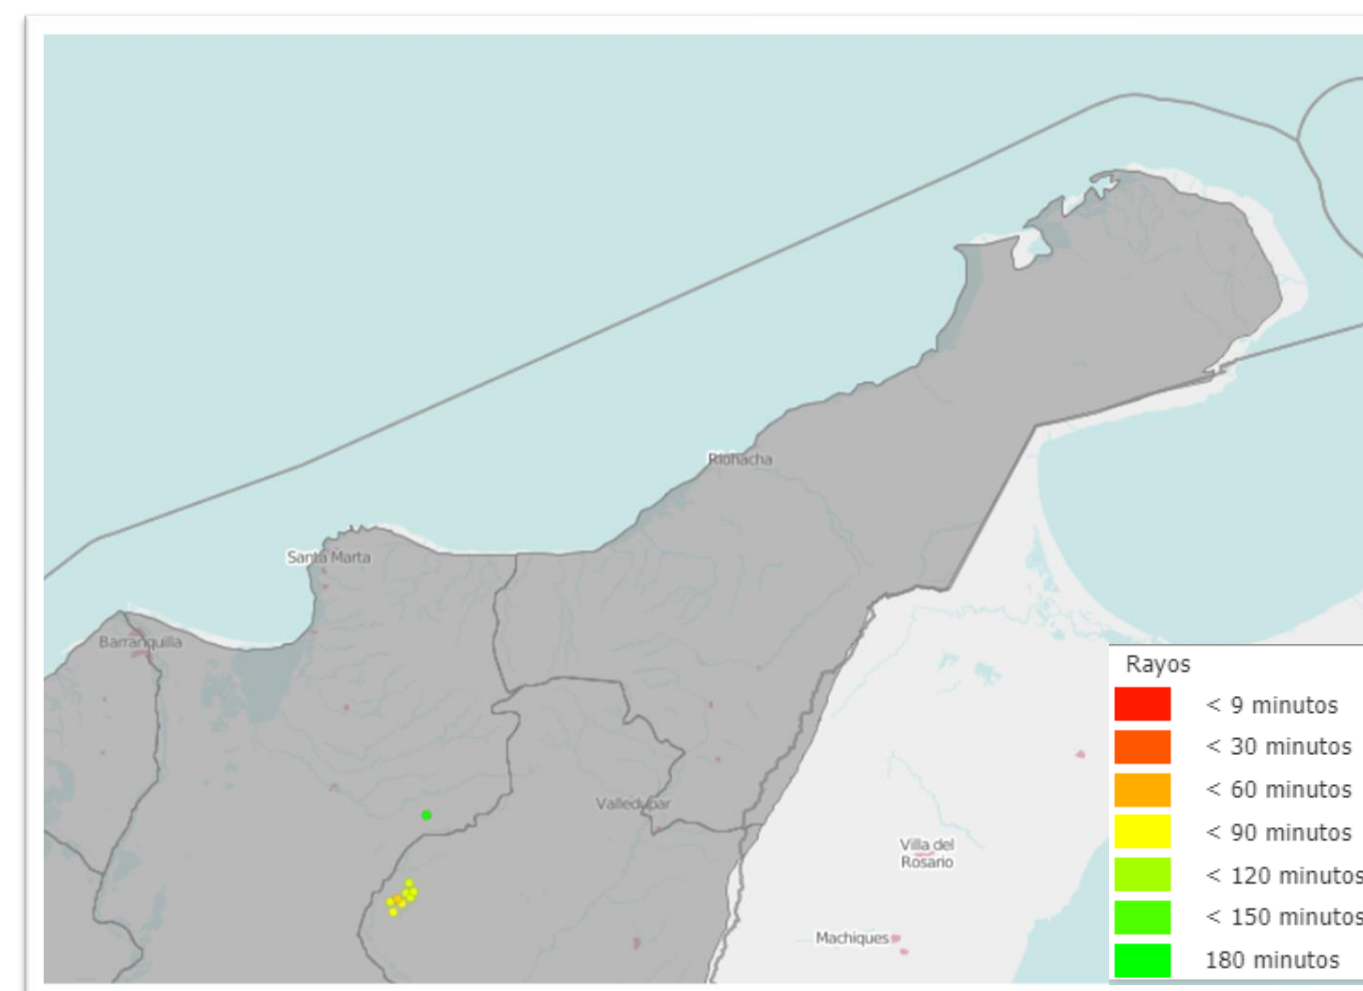 Riohacha
Santa Marta
Barranquilla
Valledupar
Villa del
Rosario
Machiques
Rayos
< 9 minutos
< 30 minutos
< 60 minutos
< 90 minutos
< 120 minutos
< 150 minutos
180 minutos